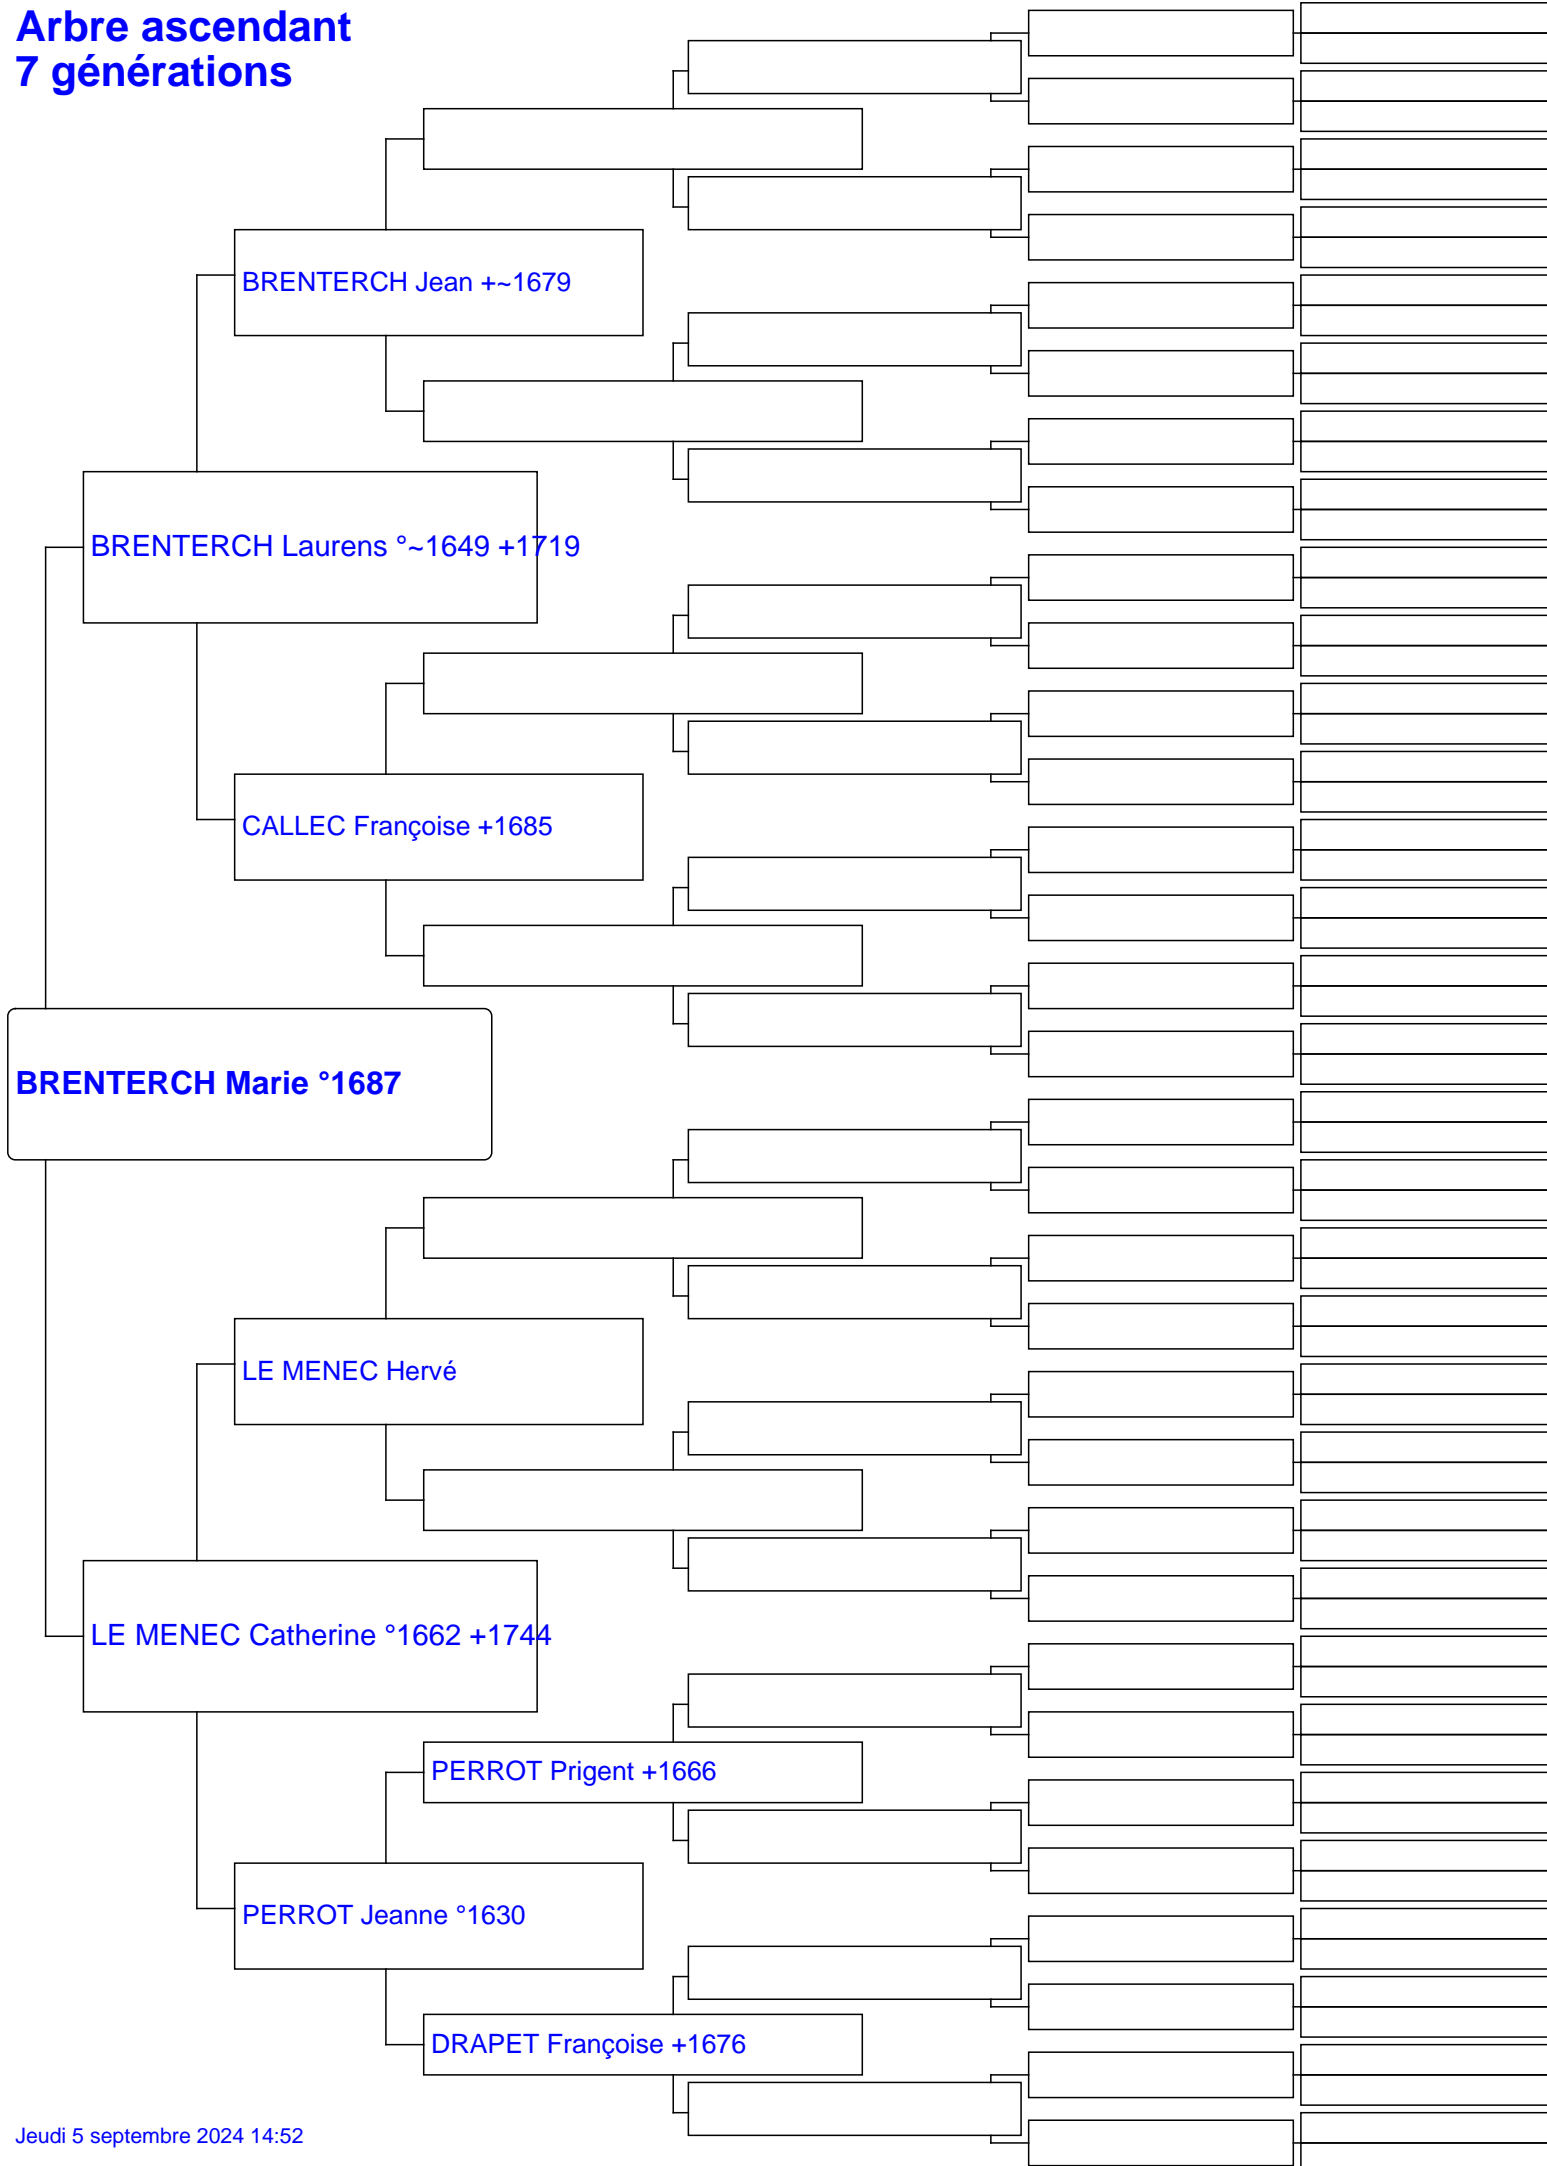 Arbre ascendant
7 générations
BRENTERCH Jean +~1679
BRENTERCH Laurens °~1649 +1719
CALLEC Françoise +1685
BRENTERCH Marie °1687
LE MENEC Hervé
LE MENEC Catherine °1662 +1744
PERROT Prigent +1666
PERROT Jeanne °1630
DRAPET Françoise +1676
Jeudi 5 septembre 2024 14:52